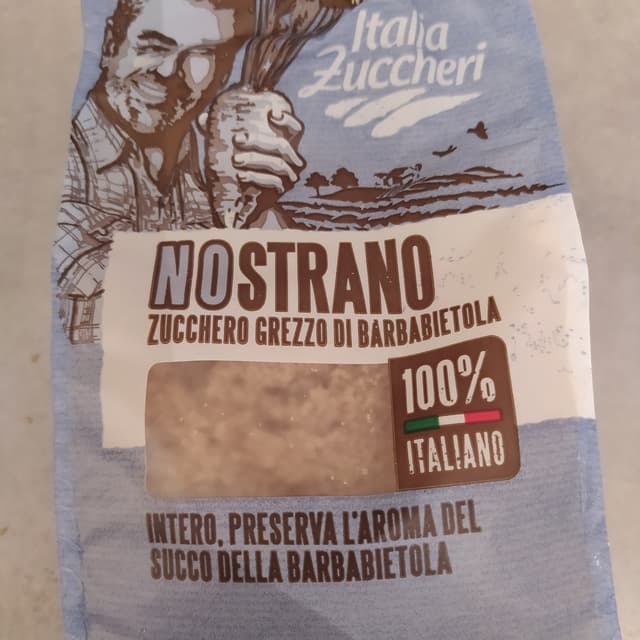 Italia
Zuccheri
NOSTRANO
ZUCCHERO GREZZO DI BARBABIETOLA
100%
ITALIANO
INTERO, PRESERVA L'AROMA DEL
SUCCO DELLA BARBABIETOLA